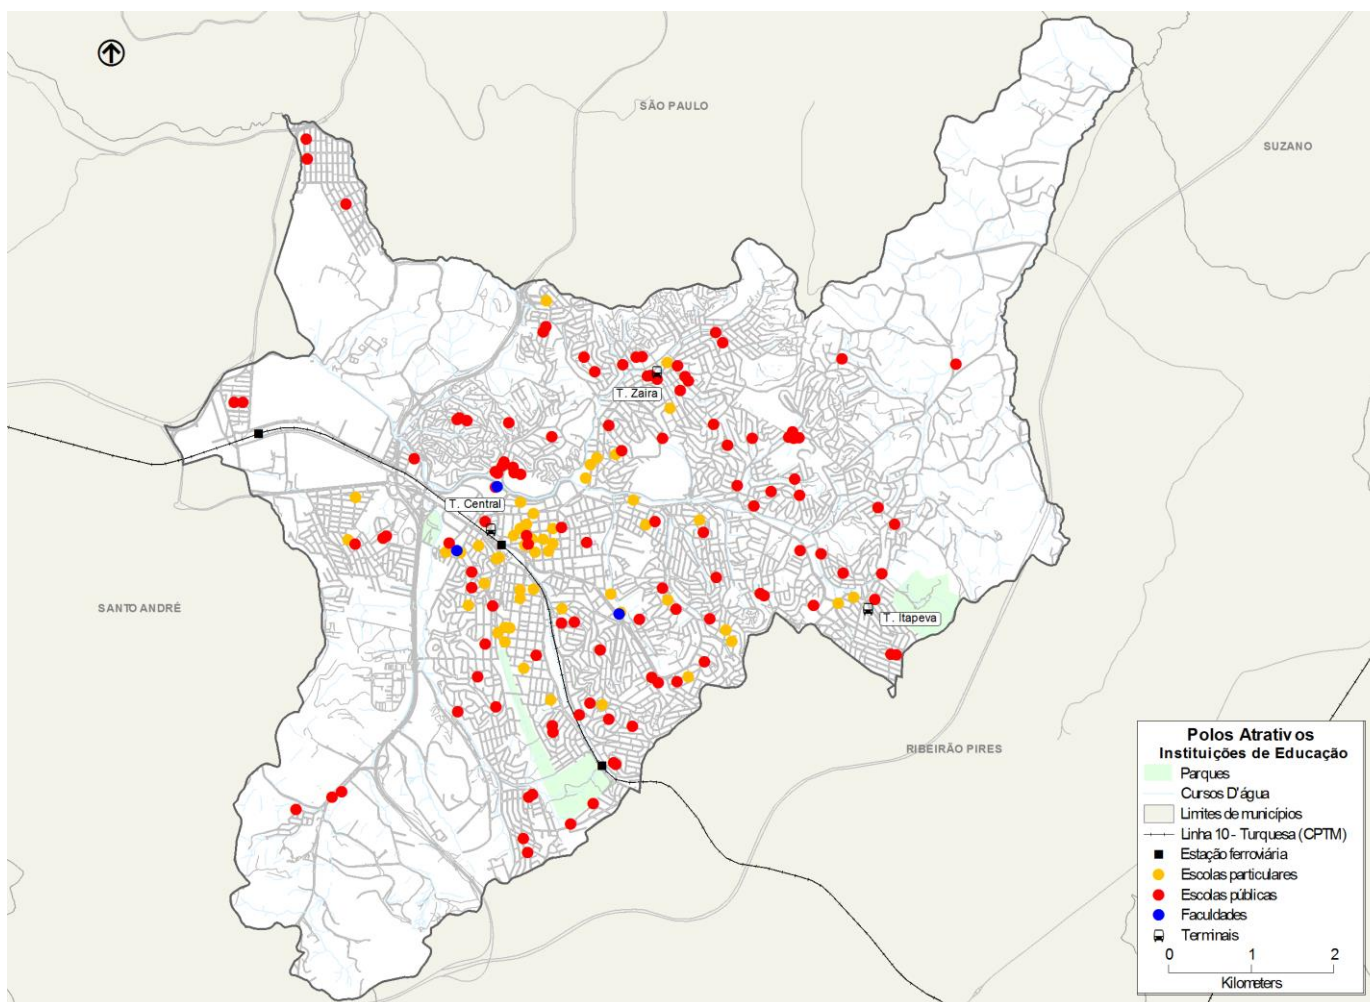 SÃO PAULO
SUZANO
T. Zaira
T. Central
SANTO ANDRÉ
T. Itapeva
RIBEIRÃO PIRES
Polos Atrativos
Instituições de Educação
Parques
Cursos D'água
Limites de municípios
Linha 10 - Turquesa (CPTM)
Estação ferroviária
Escolas particulares
Escolas públicas
Faculdades
Terminais
0 1 2
Kilometers